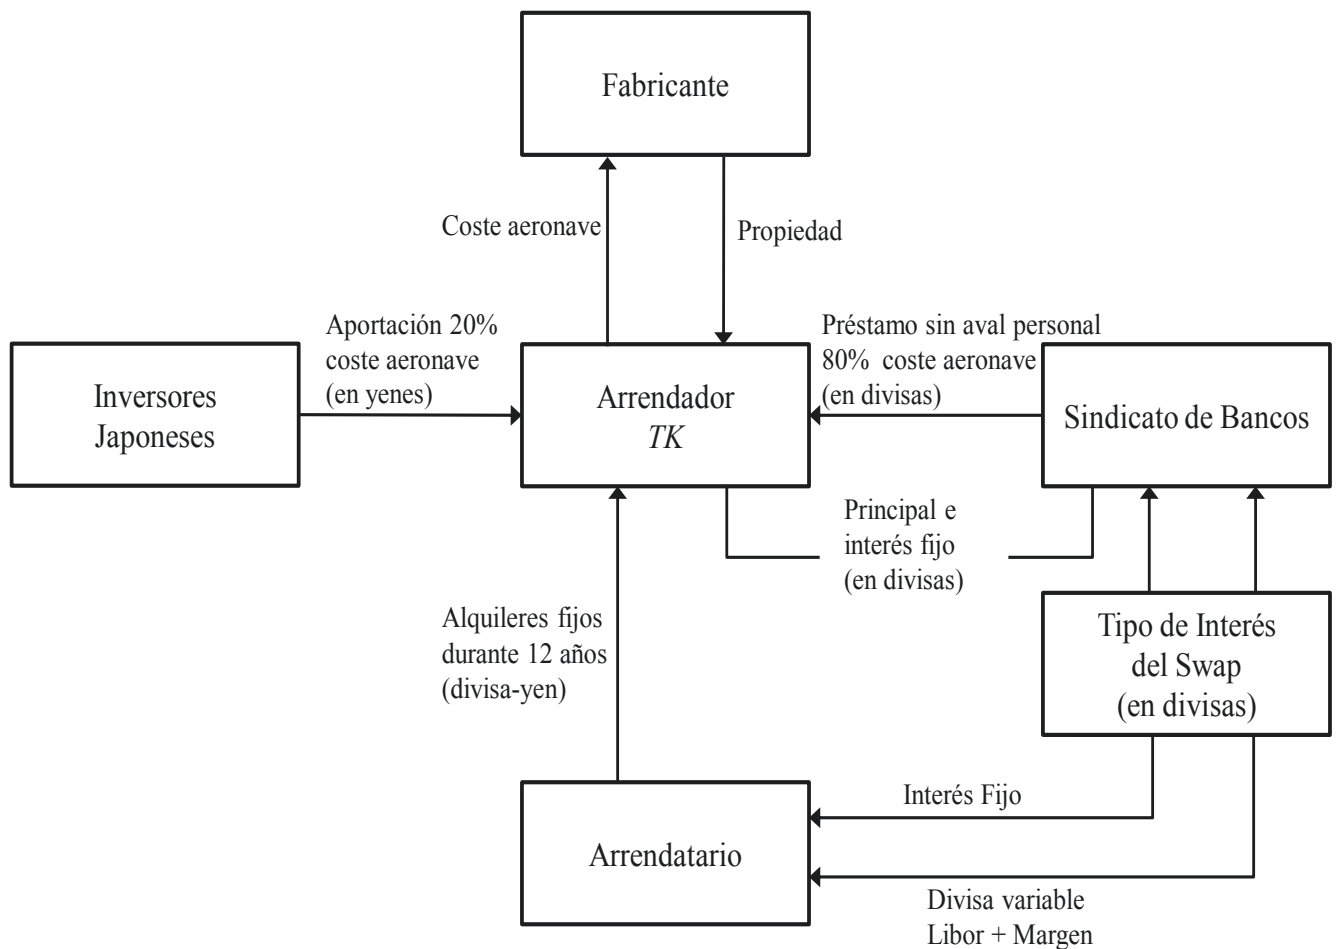 Fabricante
Coste aeronave
Propiedad
Aportación 20%
coste aeronave
(en yenes)
Préstamo sin aval personal
80% coste aeronave
(en divisas)
Inversores
Japoneses
Arrendador
TK
Sindicato de Bancos
Principal e
interés fijo
(en divisas)
Alquileres fijos
durante 12 años
(divisa-yen)
Tipo de Interés
del Swap
(en divisas)
Interés Fijo
Arrendatario
Divisa variable
Libor + Margen